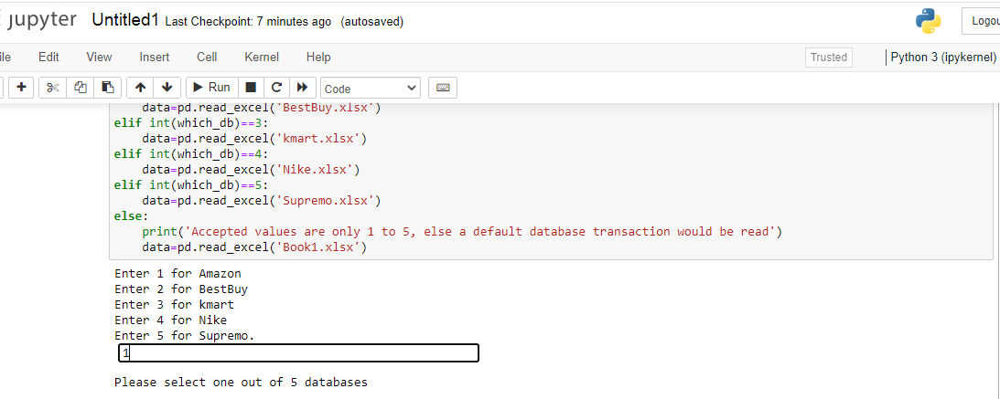 jupyter Untitled1 Last Checkpoint: 7 minutes ago (autosaved)
Logou
ile Edit View Insert Cell Kernel Help Trusted Python 3 (ipykernel)
Run Code
data=pd.read_excel('BestBuy.xlsx')
elif int(which_db)==3:
data=pd.read_excel('kmart.xlsx')
elif int(which_db)==4:
data=pd.read_excel('Nike.xlsx')
elif int(which_db)==5:
data=pd.read_excel('Supremo.xlsx')
else:
print('Accepted values are only 1 to 5, else a default database transaction would be read')
data=pd.read_excel('Book1.xlsx')
Enter 1 for Amazon
Enter 2 for BestBuy
Enter 3 for kmart
Enter 4 for Nike
Enter 5 for Supremo.
1
Please select one out of 5 databases